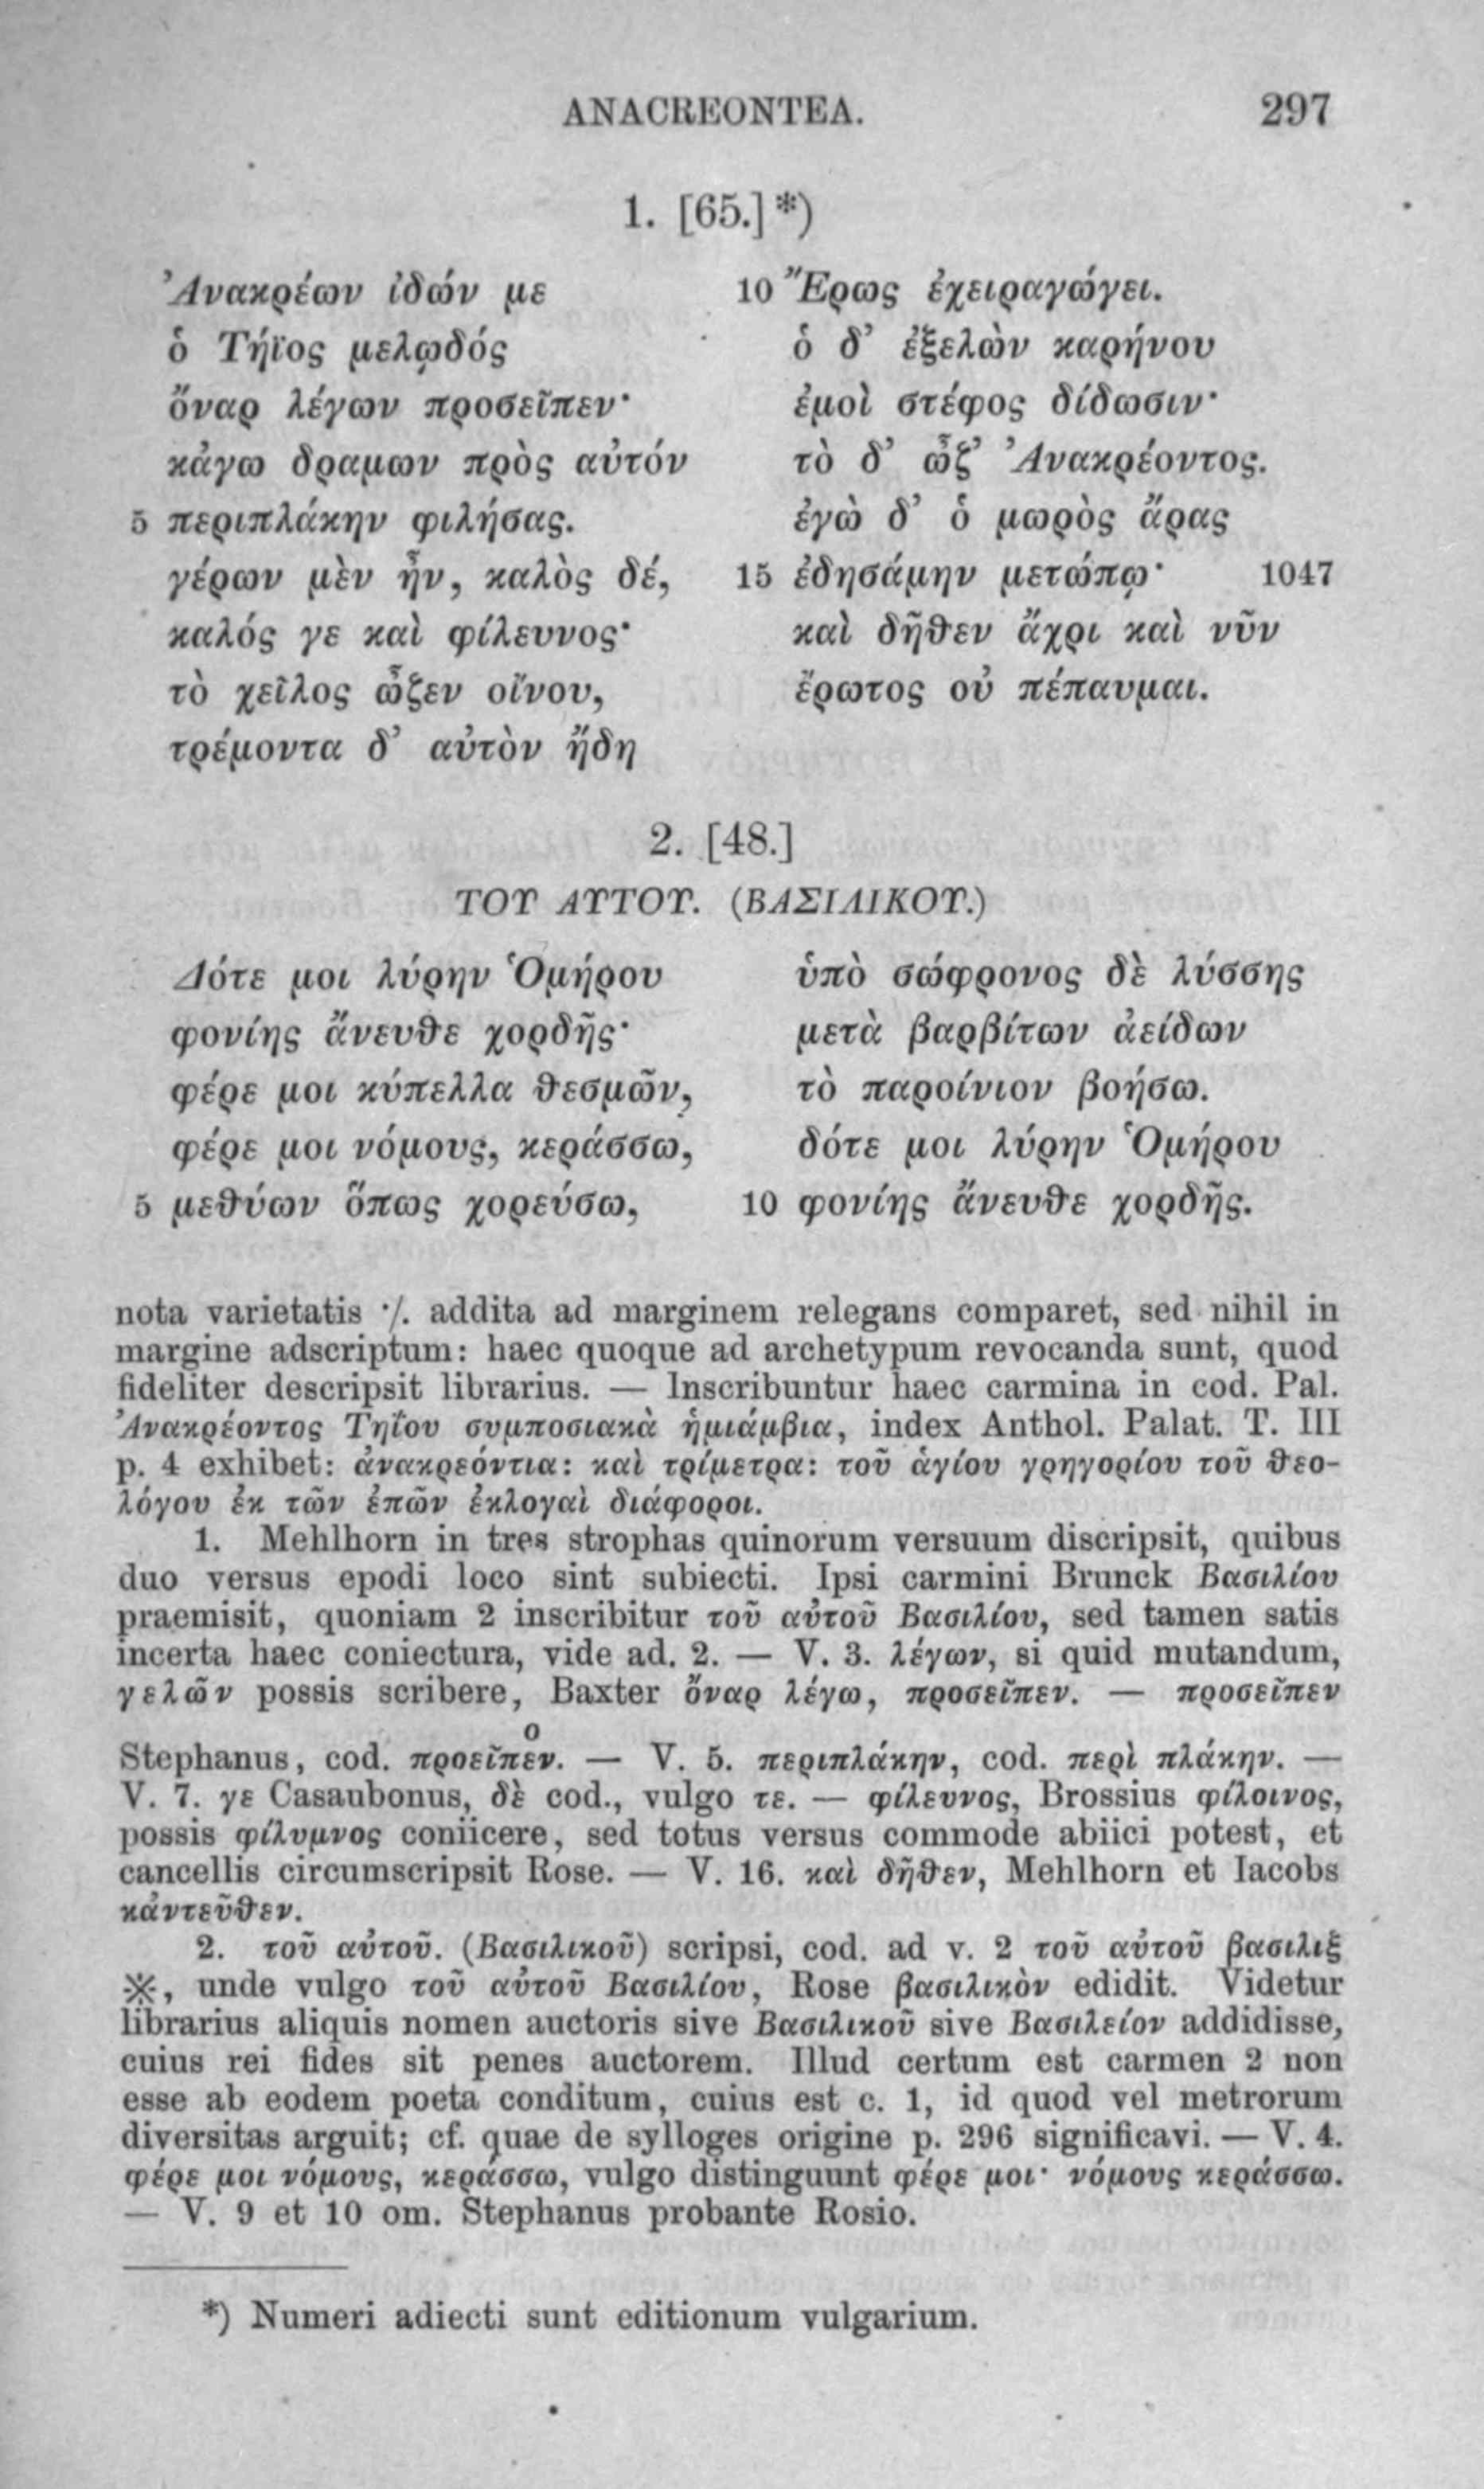 ANACREONTEA. 297
1. [65.]*)
Ἀνακρέων ἰδών με
ὁ Τήϊος μελῳδός
ὄναρ λέγων προσεῖπεν·
κἀγω δραμων πρὸς αὐτόν
5 περιπλάκην φιλήσας.
γέρων μὲν ἦν, καλὸς δέ,
καλός γε καὶ φίλευνος·
τὸ χεῖλος ὦζεν οἴνου,
τρέμοντα δ’ αὐτὸν ἤδη
10 Ἔρως ἐχειραγώγει.
ὁ δ’ ἐξελὼν καρήνου
ἐμοὶ στέφος δίδωσιν·
τὸ δ’ ὦζ’ Ἀνακρέοντος.
ἐγὼ δ’ ὁ μωρὸς ἄρας
15 ἐδησάμην μετώπῳ· 1047
καὶ δῆθεν ἄχρι καὶ νῦν
ἔρωτος οὐ πέπαυμαι.
2. [48.]
ΤΟΥ ΑΥΤΟΥ. (ΒΑΣΙΛΙΚΟΥ.)
Δότε μοι λύρην Ὁμήρου
φονίης ἄνευθε χορδῆς·
φέρε μοι κύπελλα θεσμῶν,
φέρε μοι νόμους, κεράσσω,
5 μεθύων ὅπως χορεύσω,
ὑπὸ σώφρονος δὲ λύσσης
μετὰ βαρβίτων ἀείδων
τὸ παροίνιον βοήσω.
δότε μοι λύρην Ὁμήρου
10 φονίης ἄνευθε χορδῆς.
nota varietatis ·/. addita ad marginem relegans comparet, sed nihil in
margine adscriptum: haec quoque ad archetypum revocanda sunt, quod
fideliter descripsit librarius. — Inscribuntur haec carmina in cod. Pal.
Ἀνακρέοντος Τηΐου συμποσιακὰ ἡμιάμβια, index Anthol. Palat. T. III
p. 4 exhibet: ἀνακρεόντια: καὶ τρίμετρα: τοῦ ἁγίου γρηγορίου τοῦ θεο-
λόγου ἐκ τῶν ἐπῶν ἐκλογαὶ διάφοροι.
1. Mehlhorn in tres strophas quinorum versuum discripsit, quibus
duo versus epodi loco sint subiecti. Ipsi carmini Brunck Βασιλίου
praemisit, quoniam 2 inscribitur τοῦ αὐτοῦ Βασιλίου, sed tamen satis
incerta haec coniectura, vide ad. 2. — V. 3. λέγων, si quid mutandum,
γελῶν possis scribere, Baxter ὄναρ λέγω, προσεῖπεν. — προσεῖπεν
ο
Stephanus, cod. προεῖπεν. — V. 5. περιπλάκην, cod. περὶ πλάκην. —
V. 7. γε Casaubonus, δὲ cod., vulgo τε. — φίλευνος, Brossius φίλοινος,
possis φίλυμνος coniicere, sed totus versus commode abiici potest, et
cancellis circumscripsit Rose. — V. 16. καὶ δῆθεν, Mehlhorn et Iacobs
κἀντεῦθεν.
2. τοῦ αὐτοῦ. (Βασιλικοῦ) scripsi, cod. ad v. 2 τοῦ αὐτοῦ βασιλιξ
※, unde vulgo τοῦ αὐτοῦ Βασιλίου, Rose βασιλικὸν edidit. Videtur
librarius aliquis nomen auctoris sive Βασιλικοῦ sive Βασιλείου addidisse,
cuius rei fides sit penes auctorem. Illud certum est carmen 2 non
esse ab eodem poeta conditum, cuius est c. 1, id quod vel metrorum
diversitas arguit; cf. quae de sylloges origine p. 296 significavi. — V. 4.
φέρε μοι νόμους, κεράσσω, vulgo distinguunt φέρε μοι· νόμους κεράσσω.
— V. 9 et 10 om. Stephanus probante Rosio.
*) Numeri adiecti sunt editionum vulgarium.